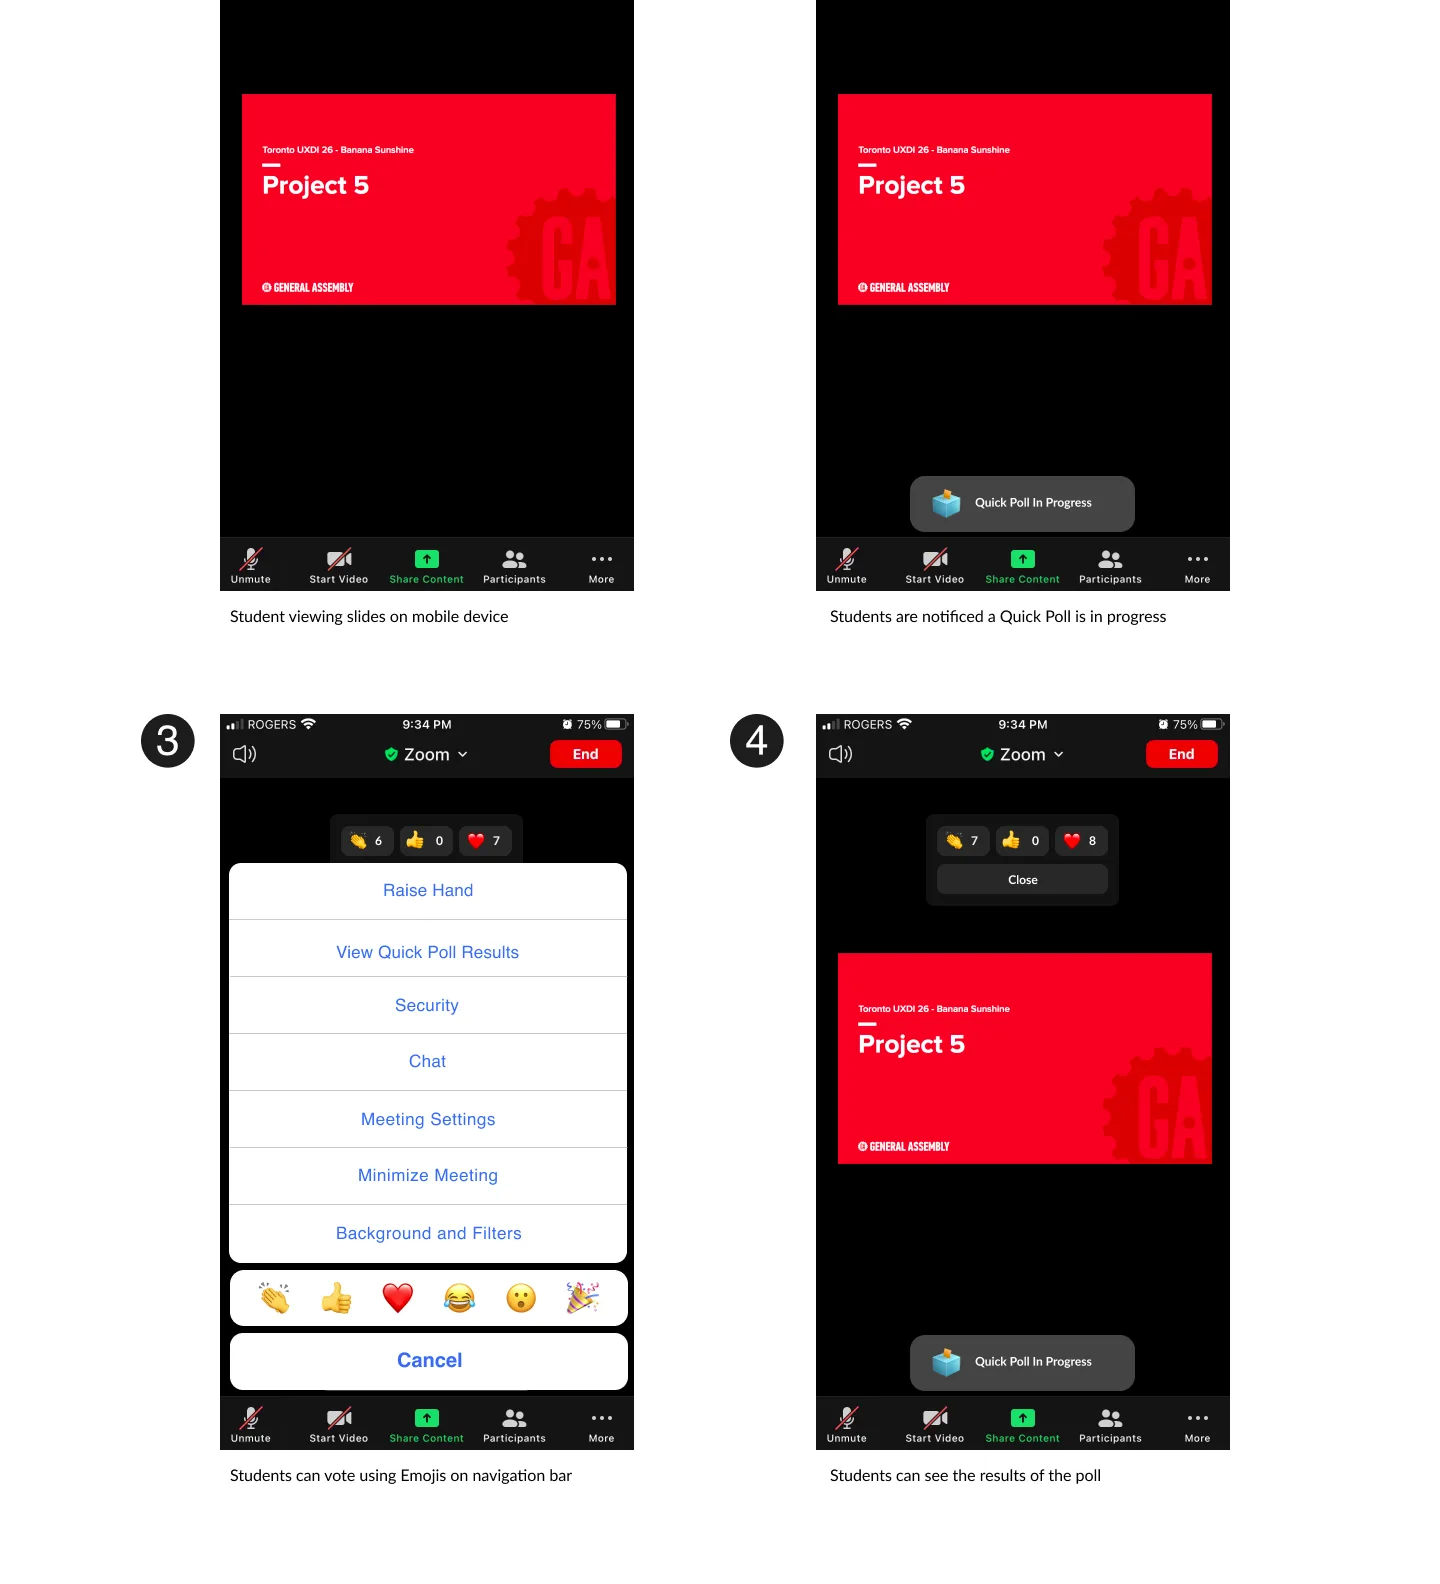 Toronto UXDI 26 - Banana Sunshine
Project 5
GA
GENERAL ASSEMBLY
Unmute
Start Video
Share Content
Participants
More
Student viewing slides on mobile device
Toronto UXDI 26 - Banana Sunshine
Project 5
GA
GENERAL ASSEMBLY
Quick Poll In Progress
Unmute
Start Video
Share Content
Participants
More
Students are notificed a Quick Poll is in progress
3
ROGERS
9:34 PM
75%
Zoom
End
6
0
7
Raise Hand
View Quick Poll Results
Security
Chat
Meeting Settings
Minimize Meeting
Background and Filters
Cancel
Unmute
Start Video
Share Content
Participants
More
Students can vote using Emojis on navigation bar
4
ROGERS
9:34 PM
75%
Zoom
End
7
0
8
Close
Toronto UXDI 26 - Banana Sunshine
Project 5
GA
GENERAL ASSEMBLY
Quick Poll In Progress
Unmute
Start Video
Share Content
Participants
More
Students can see the results of the poll